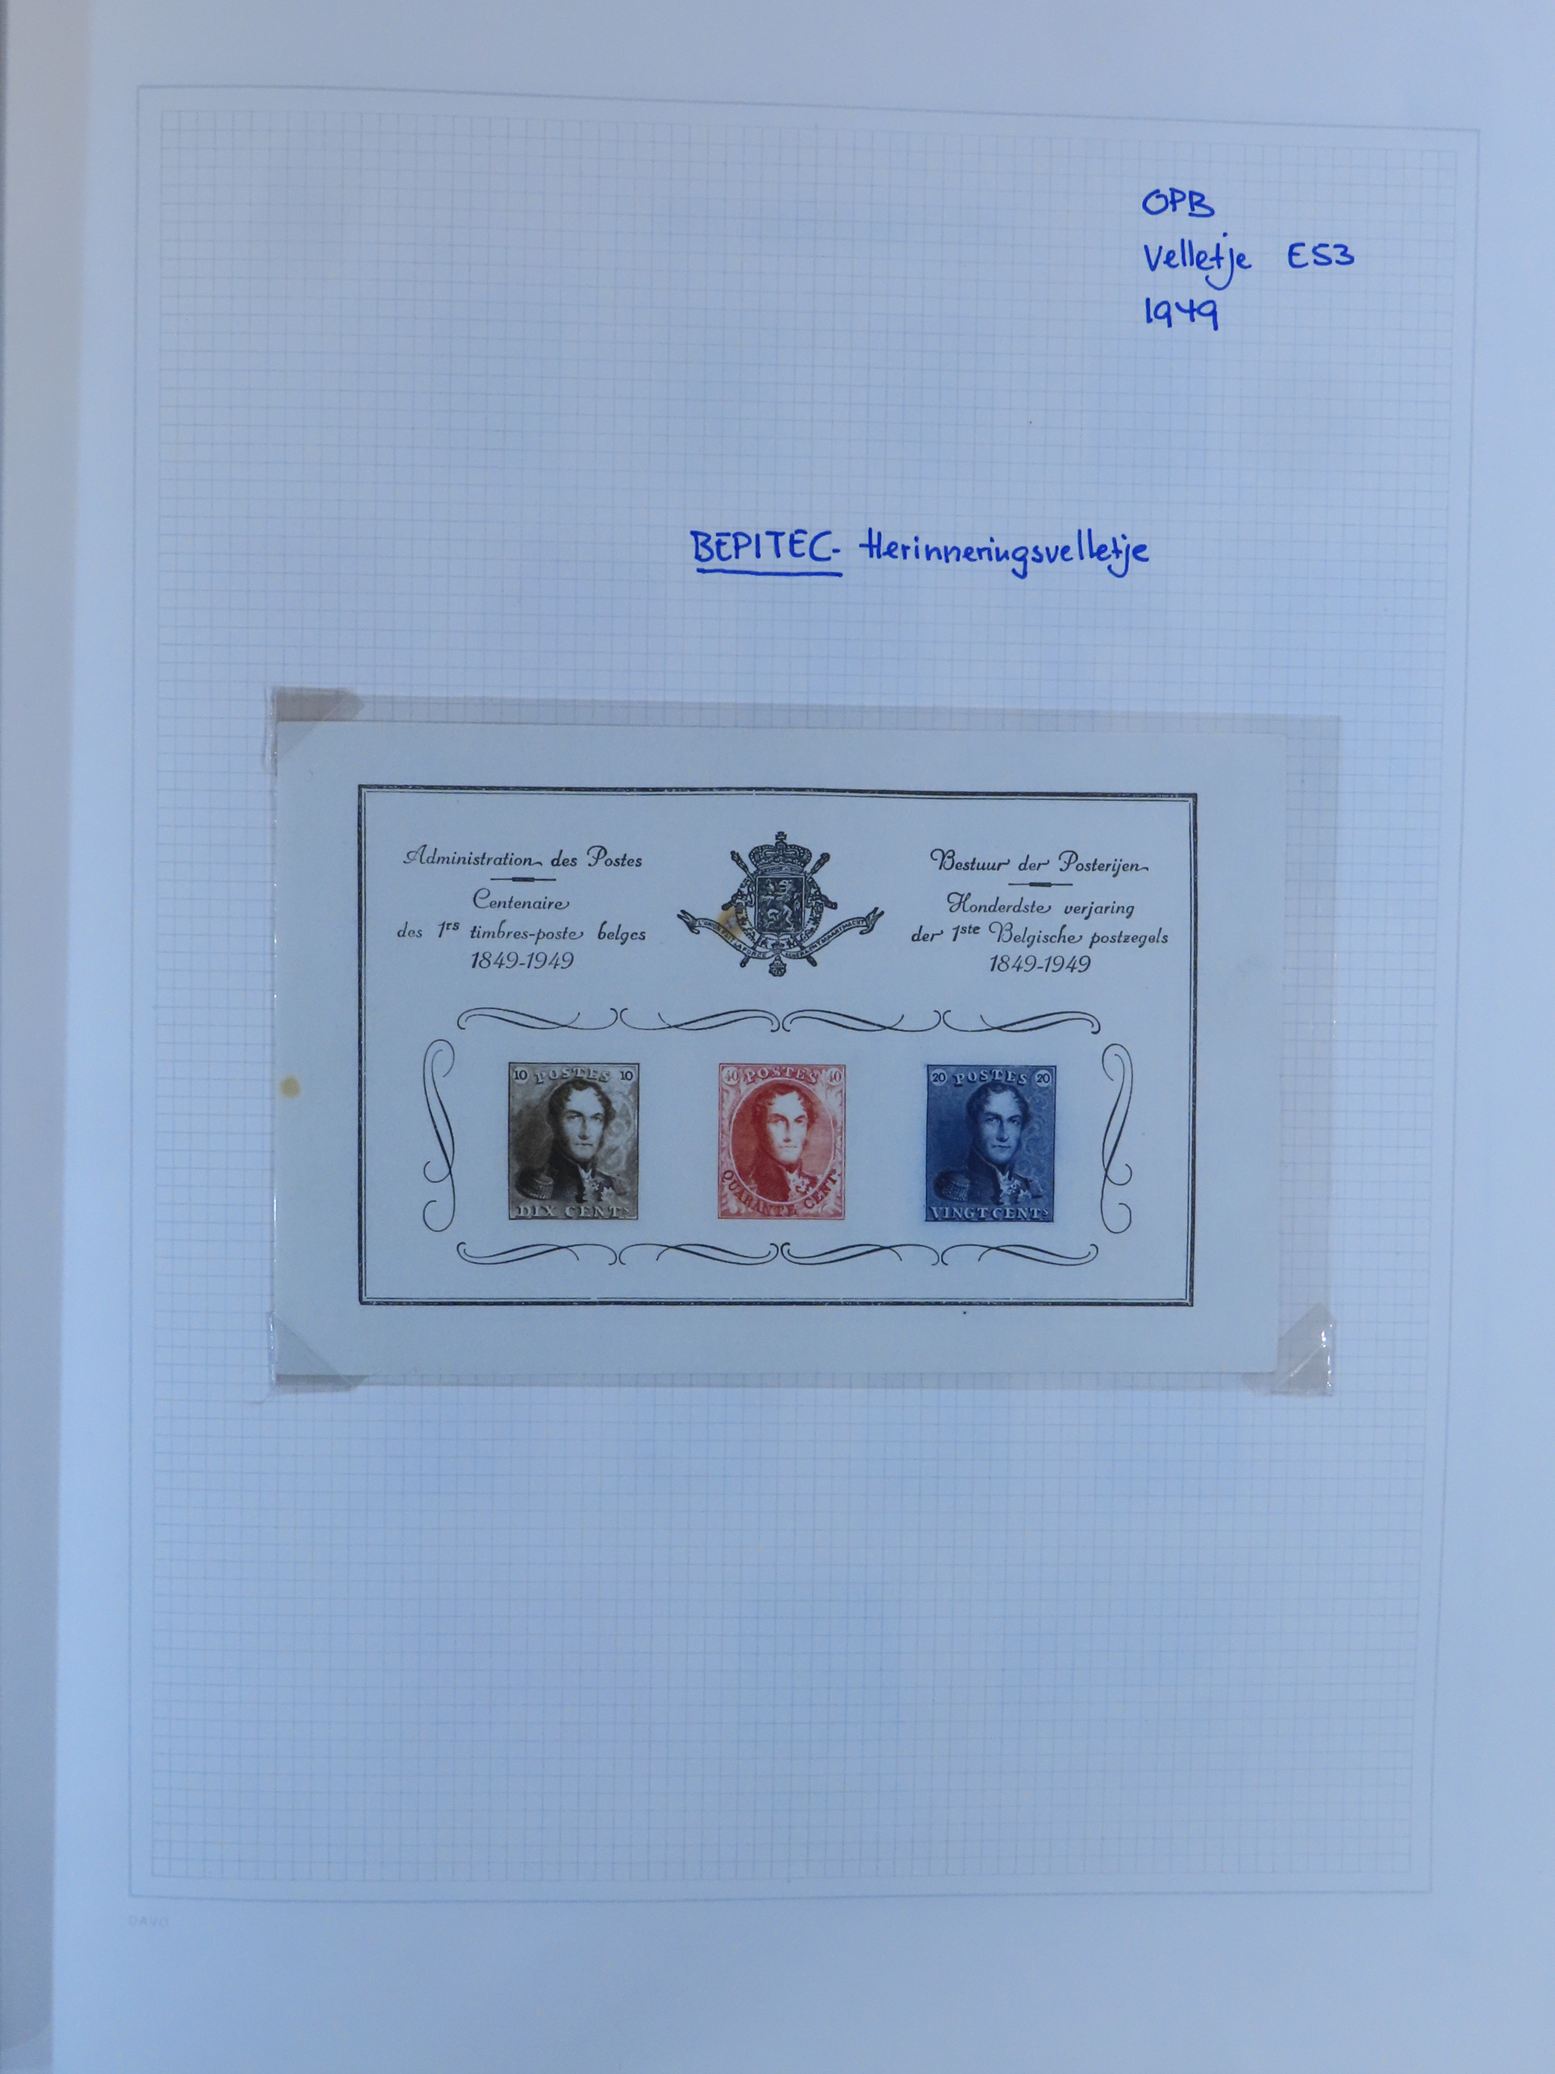 OPB
Velletje E53
1949
BEPITEC- Herinneringsvelletje
Administration des Postes
Centenaire
des 1rs timbres-poste belges
1849-1949
Bestuur der Posterijen
Honderdste verjaring
der 1ste Belgische postzegels
1849-1949
10 POSTES 10
DIX CENTS
40 POSTES 40
QUARANTE CENTS
20 POSTES 20
VINGT CENTS
DAVO